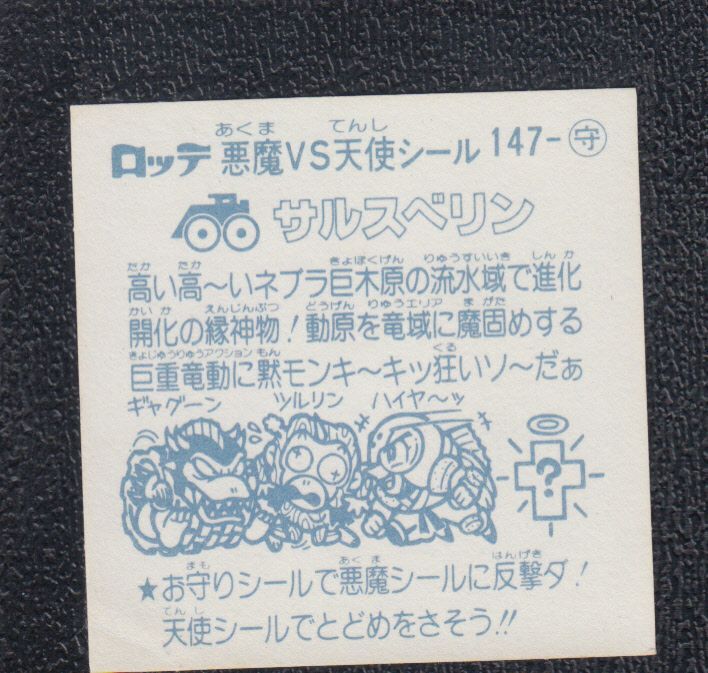 あくま てんし
ロッテ 悪魔VS天使シール 147-守
サルスベリン
たか たか きょぼくげん りゅうすいいき しんか
高い高〜いネブラ巨木原の流水域で進化
かいか えんじんぶつ どうげん りゅうエリア まがた
開化の縁神物!動原を竜域に魔固めする
きょじゅうりゅうアクション もん くる
巨重竜動に黙モンキ〜キッ狂いソ〜だぁ
ギャグーン ツルリン ハイヤ〜ッ
?
まも あくま はんげき
★お守りシールで悪魔シールに反撃ダ!
てんし
天使シールでとどめをさそう!!